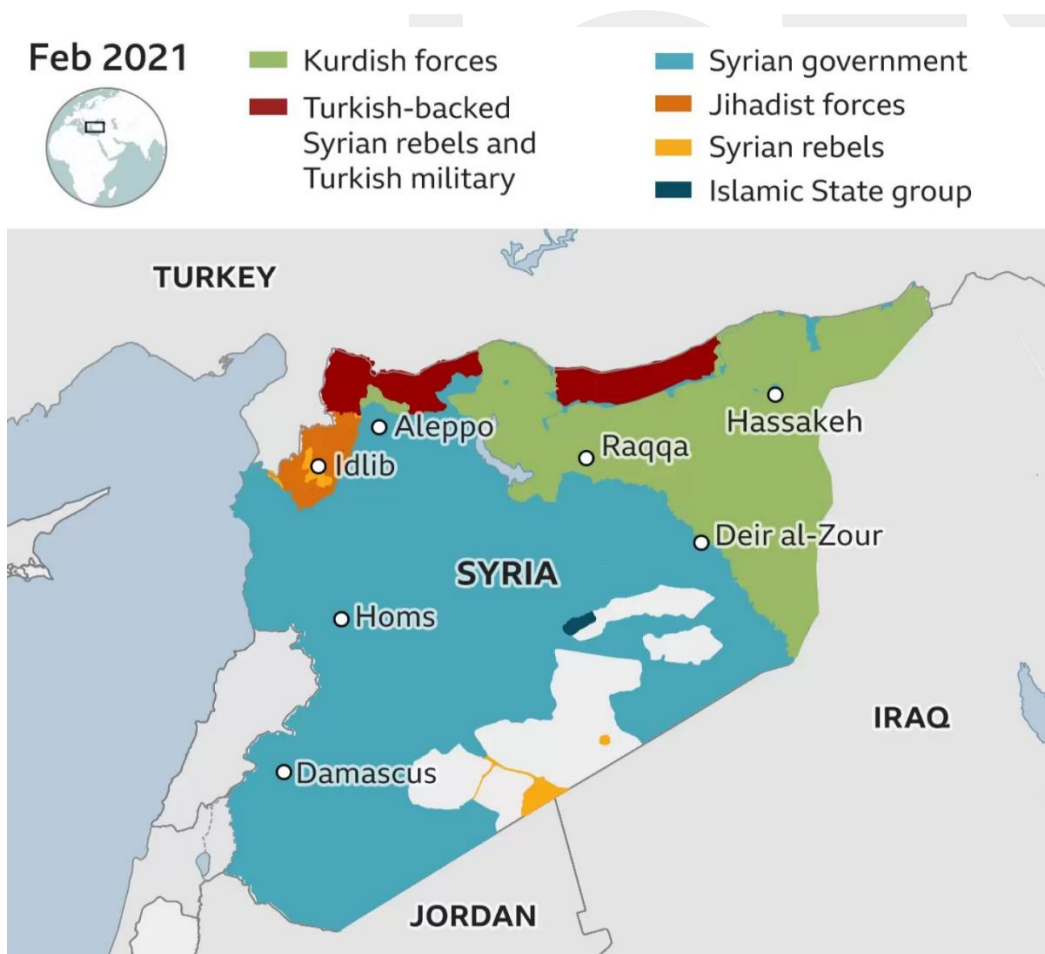 Feb 2021
Kurdish forces
Turkish-backed
Syrian rebels and
Turkish military
Syrian government
Jihadist forces
Syrian rebels
Islamic State group
TURKEY
Hassakeh
Aleppo
Raqqa
Idlib
Deir al-Zour
SYRIA
Homs
IRAQ
Damascus
JORDAN